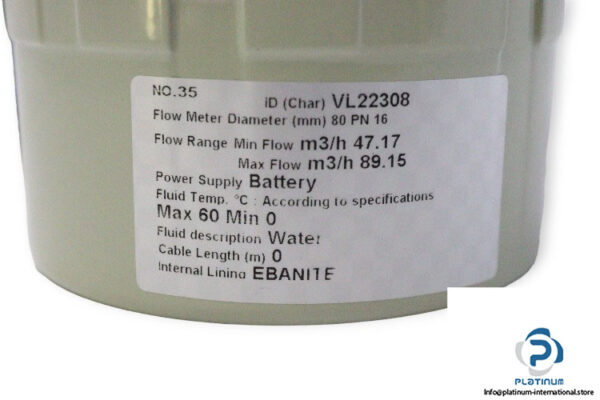 NO.35
iD (Char) VL22308
Flow Meter Diameter (mm) 80 PN 16
Flow Range Min Flow m3/h 47.17
Max Flow m3/h 89.15
Power Supply Battery
Fluid Temp. °C : According to specifications
Max 60 Min 0
Fluid description Water
Cable Length (m) 0
Internal Lining EBANITE
PLATINUM
Info@platinum-international.store